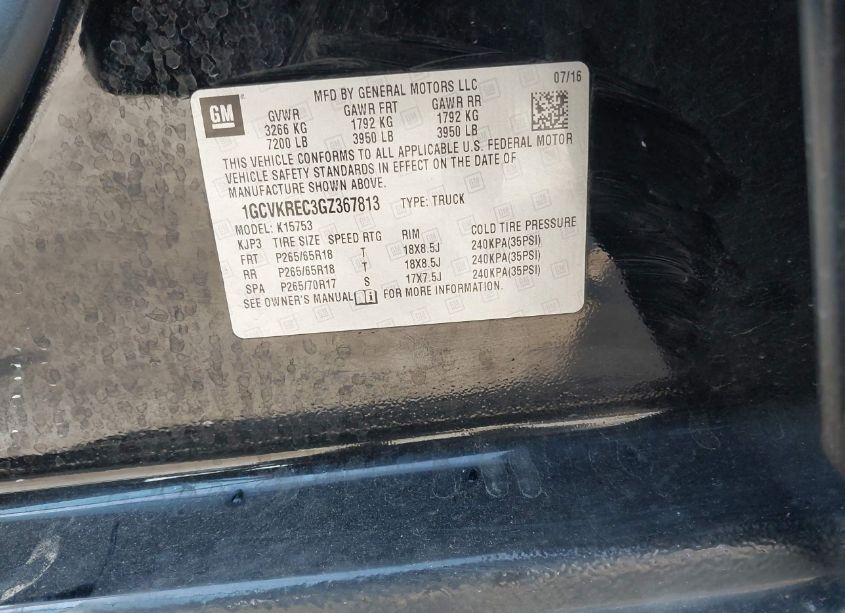 GM
MFD BY GENERAL MOTORS LLC 07/16
GVWR GAWR FRT GAWR RR
3266 KG 1792 KG 1792 KG
7200 LB 3950 LB 3950 LB
THIS VEHICLE CONFORMS TO ALL APPLICABLE U.S. FEDERAL MOTOR
VEHICLE SAFETY STANDARDS IN EFFECT ON THE DATE OF
MANUFACTURE SHOWN ABOVE.
1GCVKREC3GZ367813 TYPE: TRUCK
MODEL: K15753
KJP3 TIRE SIZE SPEED RTG RIM COLD TIRE PRESSURE
FRT P265/65R18 T 18X8.5J 240KPA(35PSI)
RR P265/65R18 T 18X8.5J 240KPA(35PSI)
SPA P265/70R17 S 17X7.5J 240KPA(35PSI)
SEE OWNER'S MANUAL FOR MORE INFORMATION.